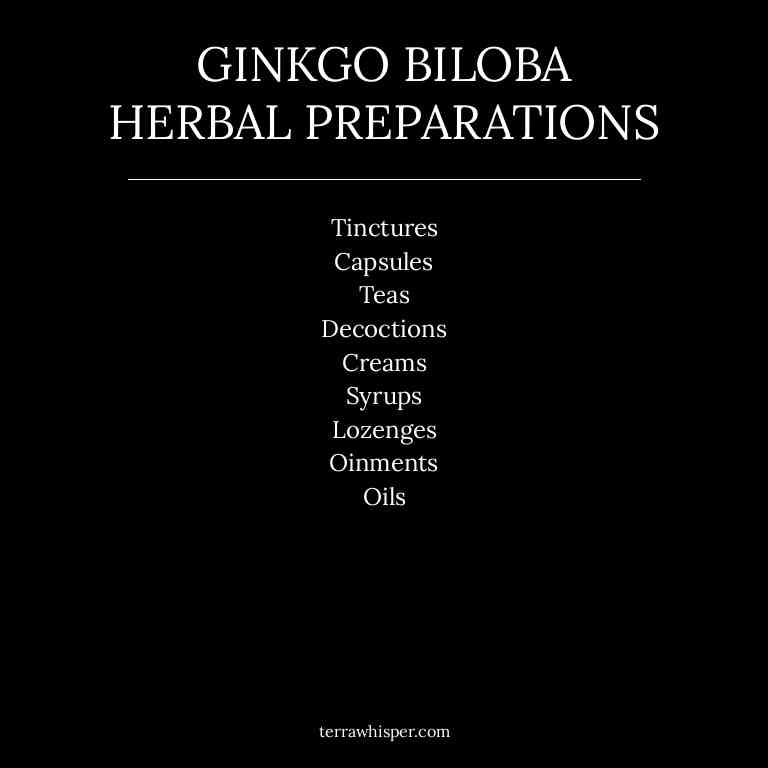 GINKGO BILOBA
HERBAL PREPARATIONS
Tinctures
Capsules
Teas
Decoctions
Creams
Syrups
Lozenges
Oinments
Oils
terrawhisper.com